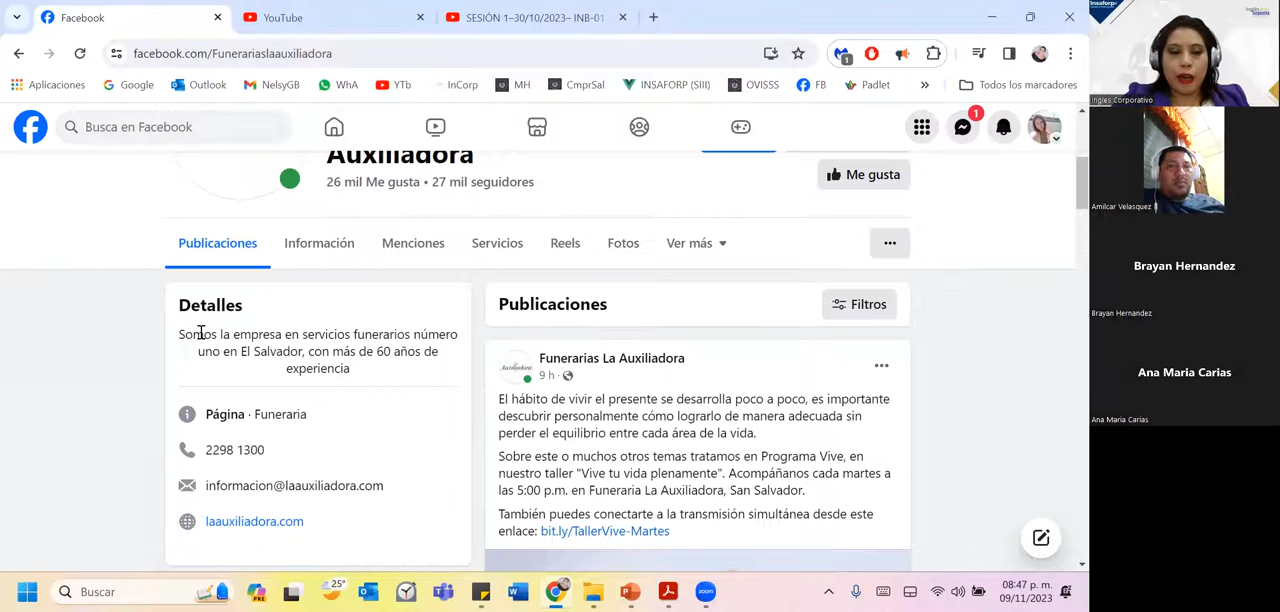 Facebook
YouTube
SESIÓN 1–30/10/2023– INB-01
facebook.com/Funerariaslaauxiliadora
1
Aplicaciones
Google
Outlook
NelsyGB
WhA
YTb
InCorp
MH
CmprSal
INSAFORP (SIII)
OVISSS
FB
Padlet
»
Todos los marcadores
Busca en Facebook
1
Auxiliadora
26 mil Me gusta • 27 mil seguidores
Me gusta
Publicaciones
Información
Menciones
Servicios
Reels
Fotos
Ver más
Detalles
Somos la empresa en servicios funerarios número
uno en El Salvador, con más de 60 años de
experiencia
Página · Funeraria
2298 1300
informacion@laauxiliadora.com
laauxiliadora.com
Publicaciones
Filtros
Funerarias La Auxiliadora
9 h ·
El hábito de vivir el presente se desarrolla poco a poco, es importante
descubrir personalmente cómo lograrlo de manera adecuada sin
perder el equilibrio entre cada área de la vida.
Sobre este o muchos otros temas tratamos en Programa Vive, en
nuestro taller "Vive tu vida plenamente". Acompáñanos cada martes a
las 5:00 p.m. en Funeraria La Auxiliadora, San Salvador.
También puedes conectarte a la transmisión simultánea desde este
enlace: bit.ly/TallerVive-Martes
Buscar
25°
zoom
08:47 p. m.
09/11/2023
Insaforp
Ingles Corporativo
Amilcar Velasquez
Brayan Hernandez
Brayan Hernandez
Ana Maria Carias
Ana Maria Carias